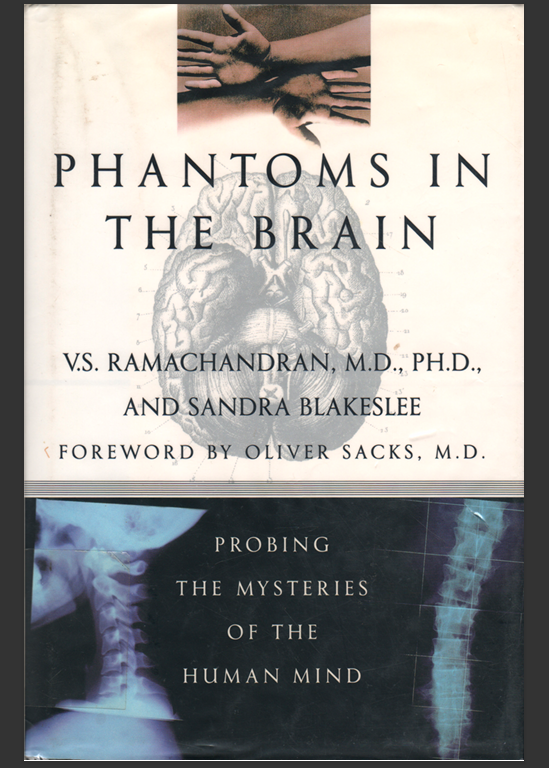 PHANTOMS IN
THE BRAIN
V.S. RAMACHANDRAN, M.D., PH.D.,
AND SANDRA BLAKESLEE
FOREWORD BY OLIVER SACKS, M.D.
PROBING
THE MYSTERIES
OF THE
HUMAN MIND